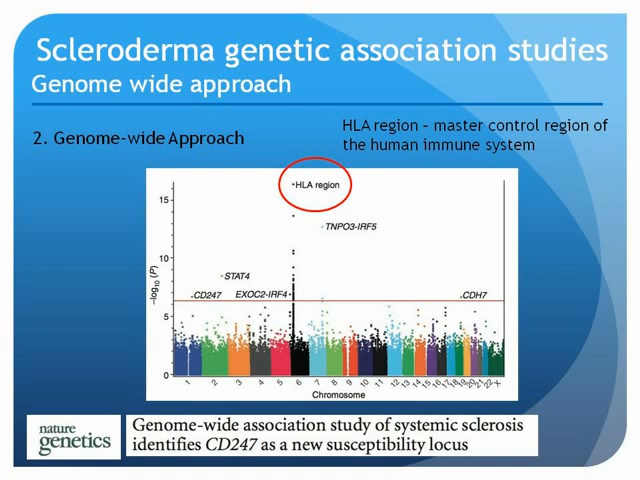 Scleroderma genetic association studies
Genome wide approach
2. Genome-wide Approach
HLA region – master control region of
the human immune system
HLA region
TNPO3-IRF5
STAT4
CD247
EXOC2-IRF4
CDH7
15
10
5
0
–log10 (P)
1 2 3 4 5 6 7 8 9 10 11 12 13 14 15 16 17 18 19 20 21 22 X
Chromosome
nature
genetics
Genome-wide association study of systemic sclerosis
identifies CD247 as a new susceptibility locus